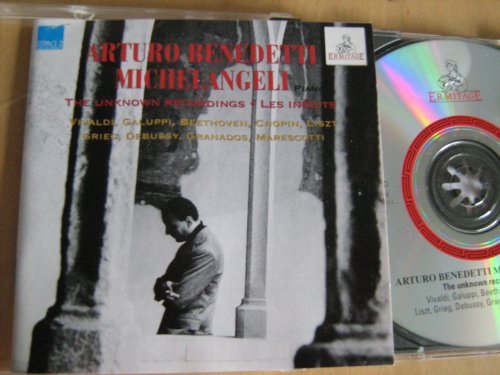 ARTURO BENEDETTI
MICHELANGELI PIANO
THE UNKNOWN RECORDINGS • LES INÉDITS
VIVALDI, GALUPPI, BEETHOVEN, CHOPIN, LISZT
GRIEG, DEBUSSY, GRANADOS, MARESCOTTI
ERMITAGE
ERMITAGE
ARTURO BENEDETTI M
The unknown rec
Vivaldi, Galuppi, Beeth
Liszt, Grieg, Debussy, Gran